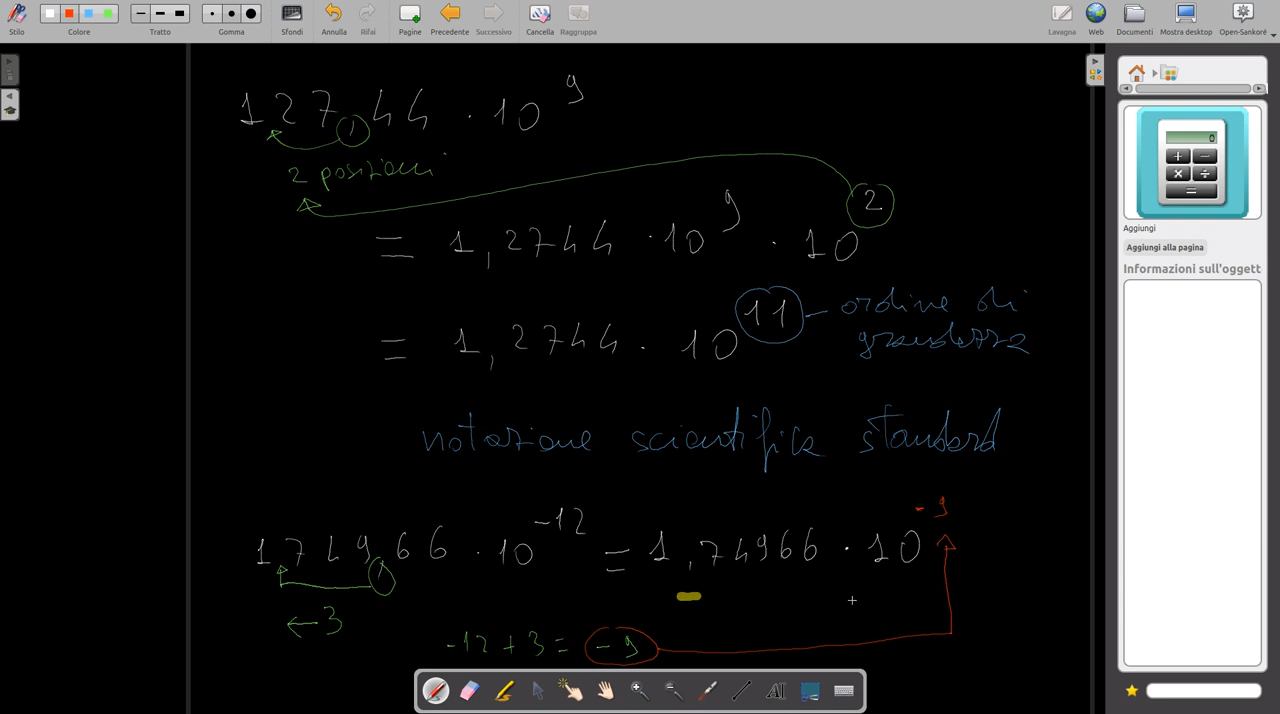 Stilo Colore Tratto Gomma Sfondi Annulla Rifai Pagine Precedente Successivo Cancella Raggruppa Lavagna Web Documenti Mostra desktop Open-Sankoré
127,44 · 10^9
2 posizioni
= 1,2744 · 10^9 · 10^2
= 1,2744 · 10^11 – ordine di
grandezza
notazione scientifica standard
1749,66 · 10^-12 = 1,74966 · 10^-9
← 3
-12 + 3 = -9
0
+ −
× ÷
=
Aggiungi
Aggiungi alla pagina
Informazioni sull'oggett
AI